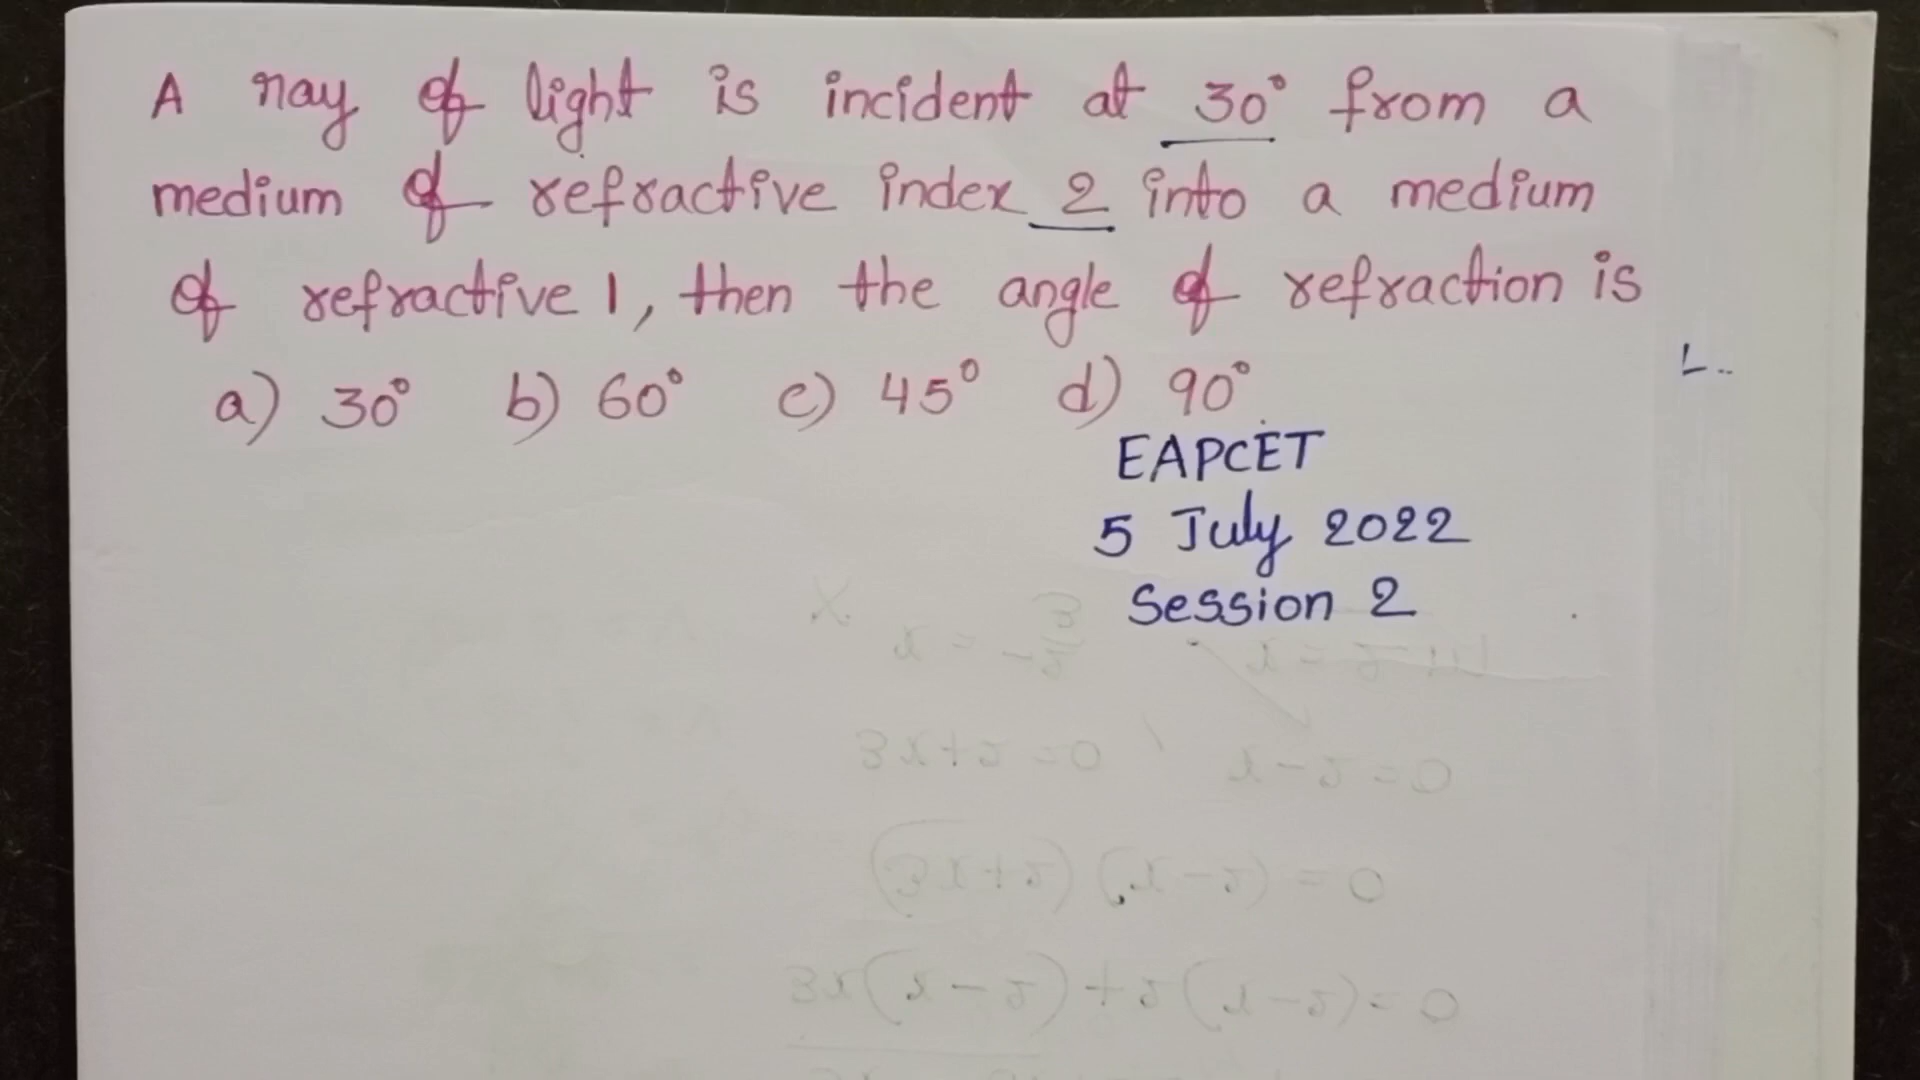 A ray of light is incident at 30° from a
medium of refractive index 2 into a medium
of refractive 1, then the angle of refraction is
a) 30° b) 60° c) 45° d) 90°
EAPCET
5 July 2022
Session 2